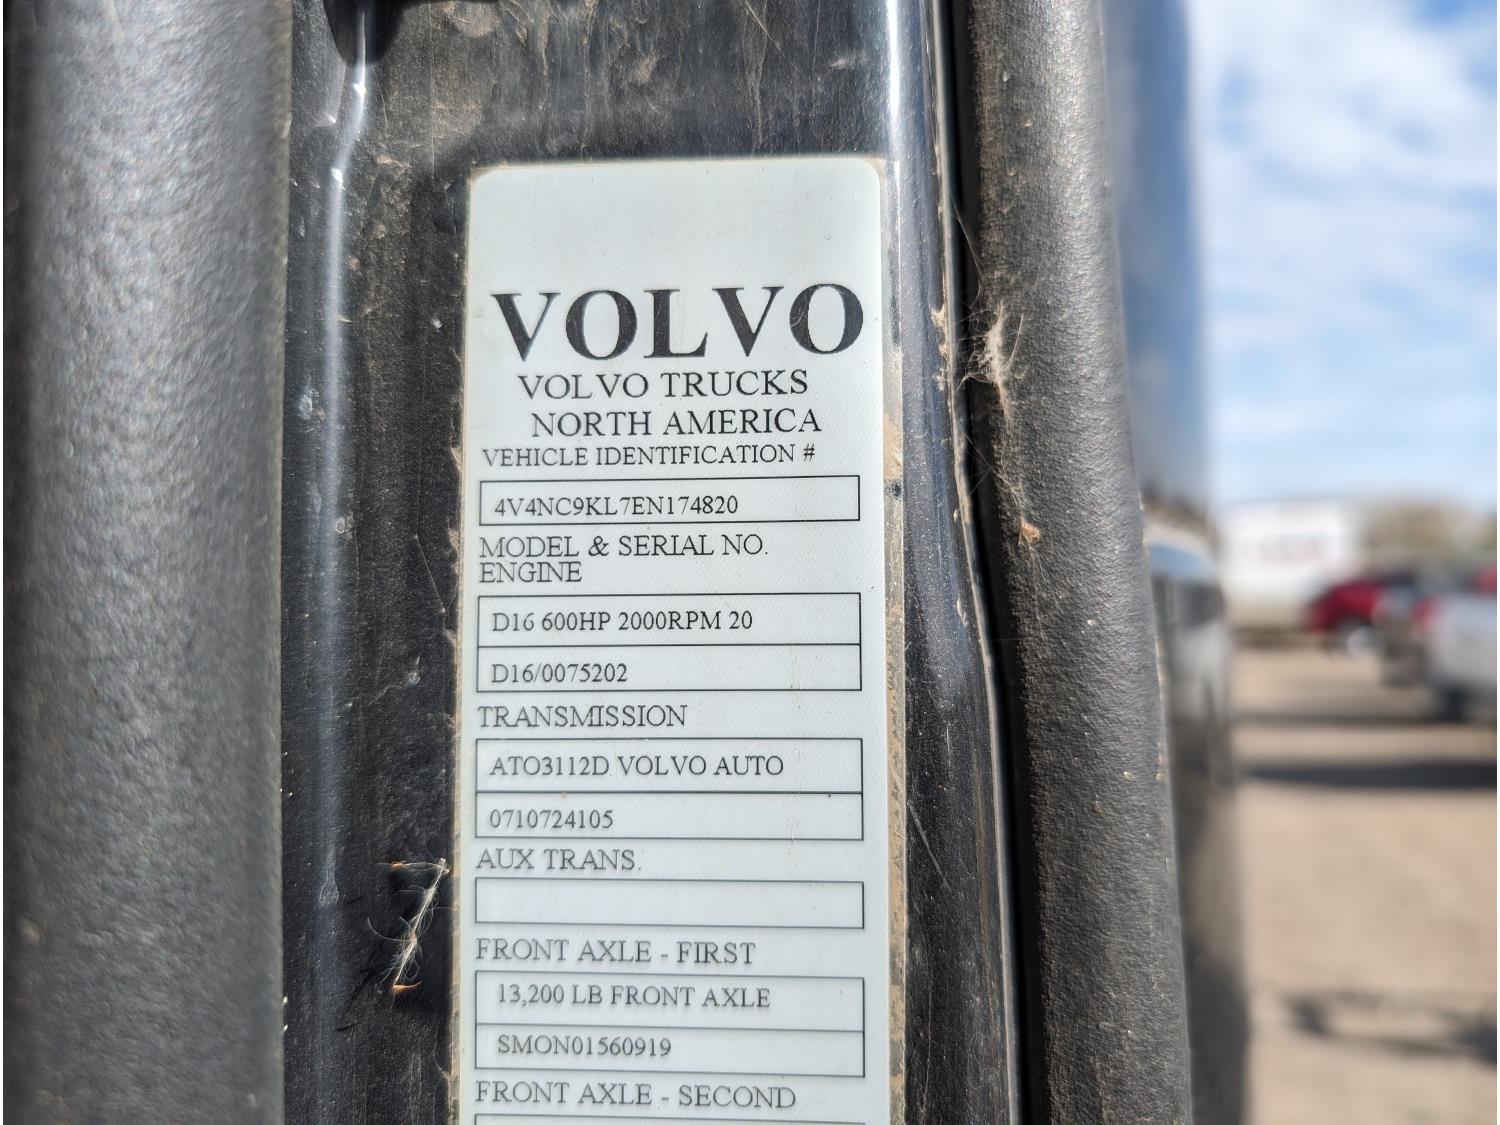 VOLVO
VOLVO TRUCKS
NORTH AMERICA
VEHICLE IDENTIFICATION #
4V4NC9KL7EN174820
MODEL & SERIAL NO.
ENGINE
D16 600HP 2000RPM 20
D16/0075202
TRANSMISSION
ATO3112D VOLVO AUTO
0710724105
AUX TRANS.
FRONT AXLE - FIRST
13,200 LB FRONT AXLE
SMON01560919
FRONT AXLE - SECOND